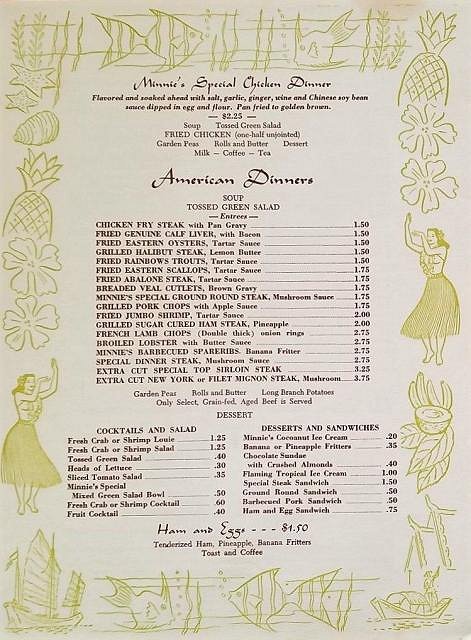 Minnie's Special Chicken Dinner
Flavored and soaked ahead with salt, garlic, ginger, wine and Chinese soy bean
sauce dipped in egg and flour. Pan fried to golden brown.
— $2.25 —
Soup Tossed Green Salad
FRIED CHICKEN (one-half unjointed)
Garden Peas Rolls and Butter Dessert
Milk — Coffee — Tea
American Dinners
SOUP
TOSSED GREEN SALAD
— Entrees —
CHICKEN FRY STEAK with Pan Gravy 1.50
FRIED GENUINE CALF LIVER, with Bacon 1.50
FRIED EASTERN OYSTERS, Tartar Sauce 1.50
GRILLED HALIBUT STEAK, Lemon Butter 1.50
FRIED RAINBOWS TROUTS, Tartar Sauce 1.50
FRIED EASTERN SCALLOPS, Tartar Sauce 1.75
FRIED ABALONE STEAK, Tartar Sauce 1.75
BREADED VEAL CUTLETS, Brown Gravy 1.75
MINNIE'S SPECIAL GROUND ROUND STEAK, Mushroom Sauce 1.75
GRILLED PORK CHOPS with Apple Sauce 1.75
FRIED JUMBO SHRIMP, Tartar Sauce 2.00
GRILLED SUGAR CURED HAM STEAK, Pineapple 2.00
FRENCH LAMB CHOPS (Double thick) onion rings 2.75
BROILED LOBSTER with Butter Sauce 2.75
MINNIE'S BARBECUED SPARERIBS. Banana Fritter 2.75
SPECIAL DINNER STEAK, Mushroom Sauce 2.75
EXTRA CUT SPECIAL TOP SIRLOIN STEAK 3.25
EXTRA CUT NEW YORK or FILET MIGNON STEAK, Mushroom 3.75
Garden Peas Rolls and Butter Long Branch Potatoes
Only Select, Grain-fed, Aged Beef is Served
DESSERT
COCKTAILS AND SALAD
Fresh Crab or Shrimp Louie 1.25
Fresh Crab or Shrimp Salad 1.25
Tossed Green Salad .40
Heads of Lettuce .30
Sliced Tomato Salad .35
Minnie's Special
Mixed Green Salad Bowl .50
Fresh Crab or Shrimp Cocktail .60
Fruit Cocktail .40
DESSERTS AND SANDWICHES
Minnie's Cocoanut Ice Cream .20
Banana or Pineapple Fritters .35
Chocolate Sundae
with Crushed Almonds .40
Flaming Tropical Ice Cream 1.00
Special Steak Sandwich 1.50
Ground Round Sandwich .50
Barbecued Pork Sandwich .50
Ham and Egg Sandwich .75
Ham and Eggs - - - $1.50
Tenderized Ham, Pineapple, Banana Fritters
Toast and Coffee